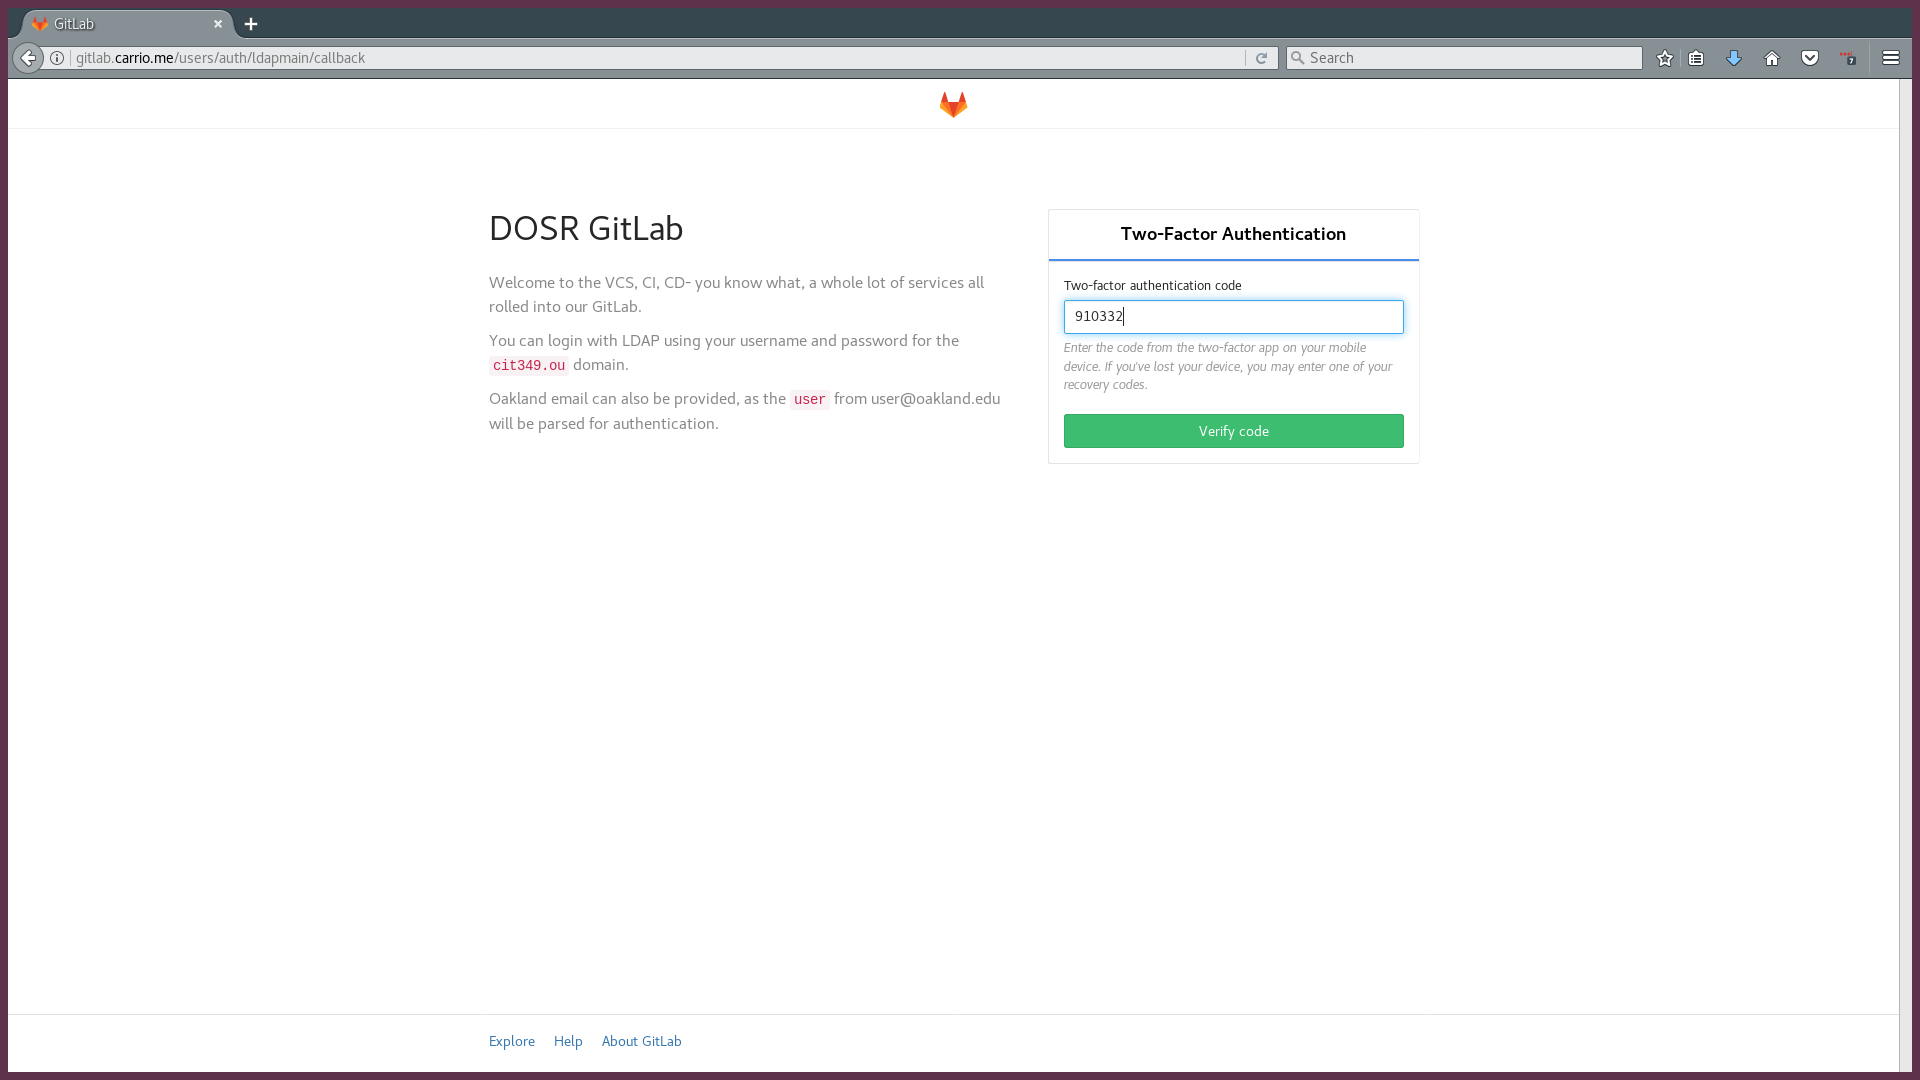 GitLab
gitlab.carrio.me/users/auth/ldapmain/callback
Search
7
DOSR GitLab
Welcome to the VCS, CI, CD- you know what, a whole lot of services all
rolled into our GitLab.
You can login with LDAP using your username and password for the
cit349.ou domain.
Oakland email can also be provided, as the user from user@oakland.edu
will be parsed for authentication.
Two-Factor Authentication
Two-factor authentication code
910332
Enter the code from the two-factor app on your mobile
device. If you've lost your device, you may enter one of your
recovery codes.
Verify code
Explore Help About GitLab